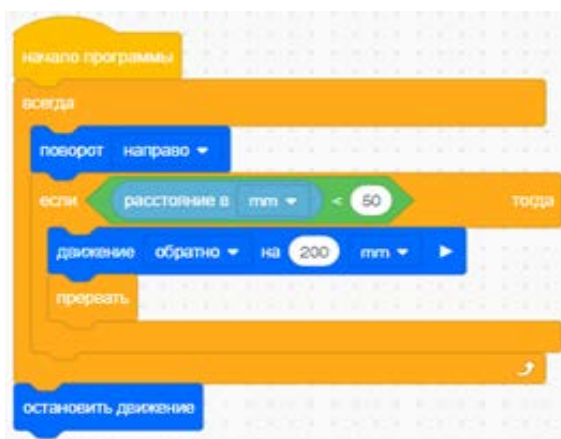 начало программы
всегда
поворот направо
если расстояние в mm < 50 тогда
движение обратно на 200 mm
прервать
остановить движение